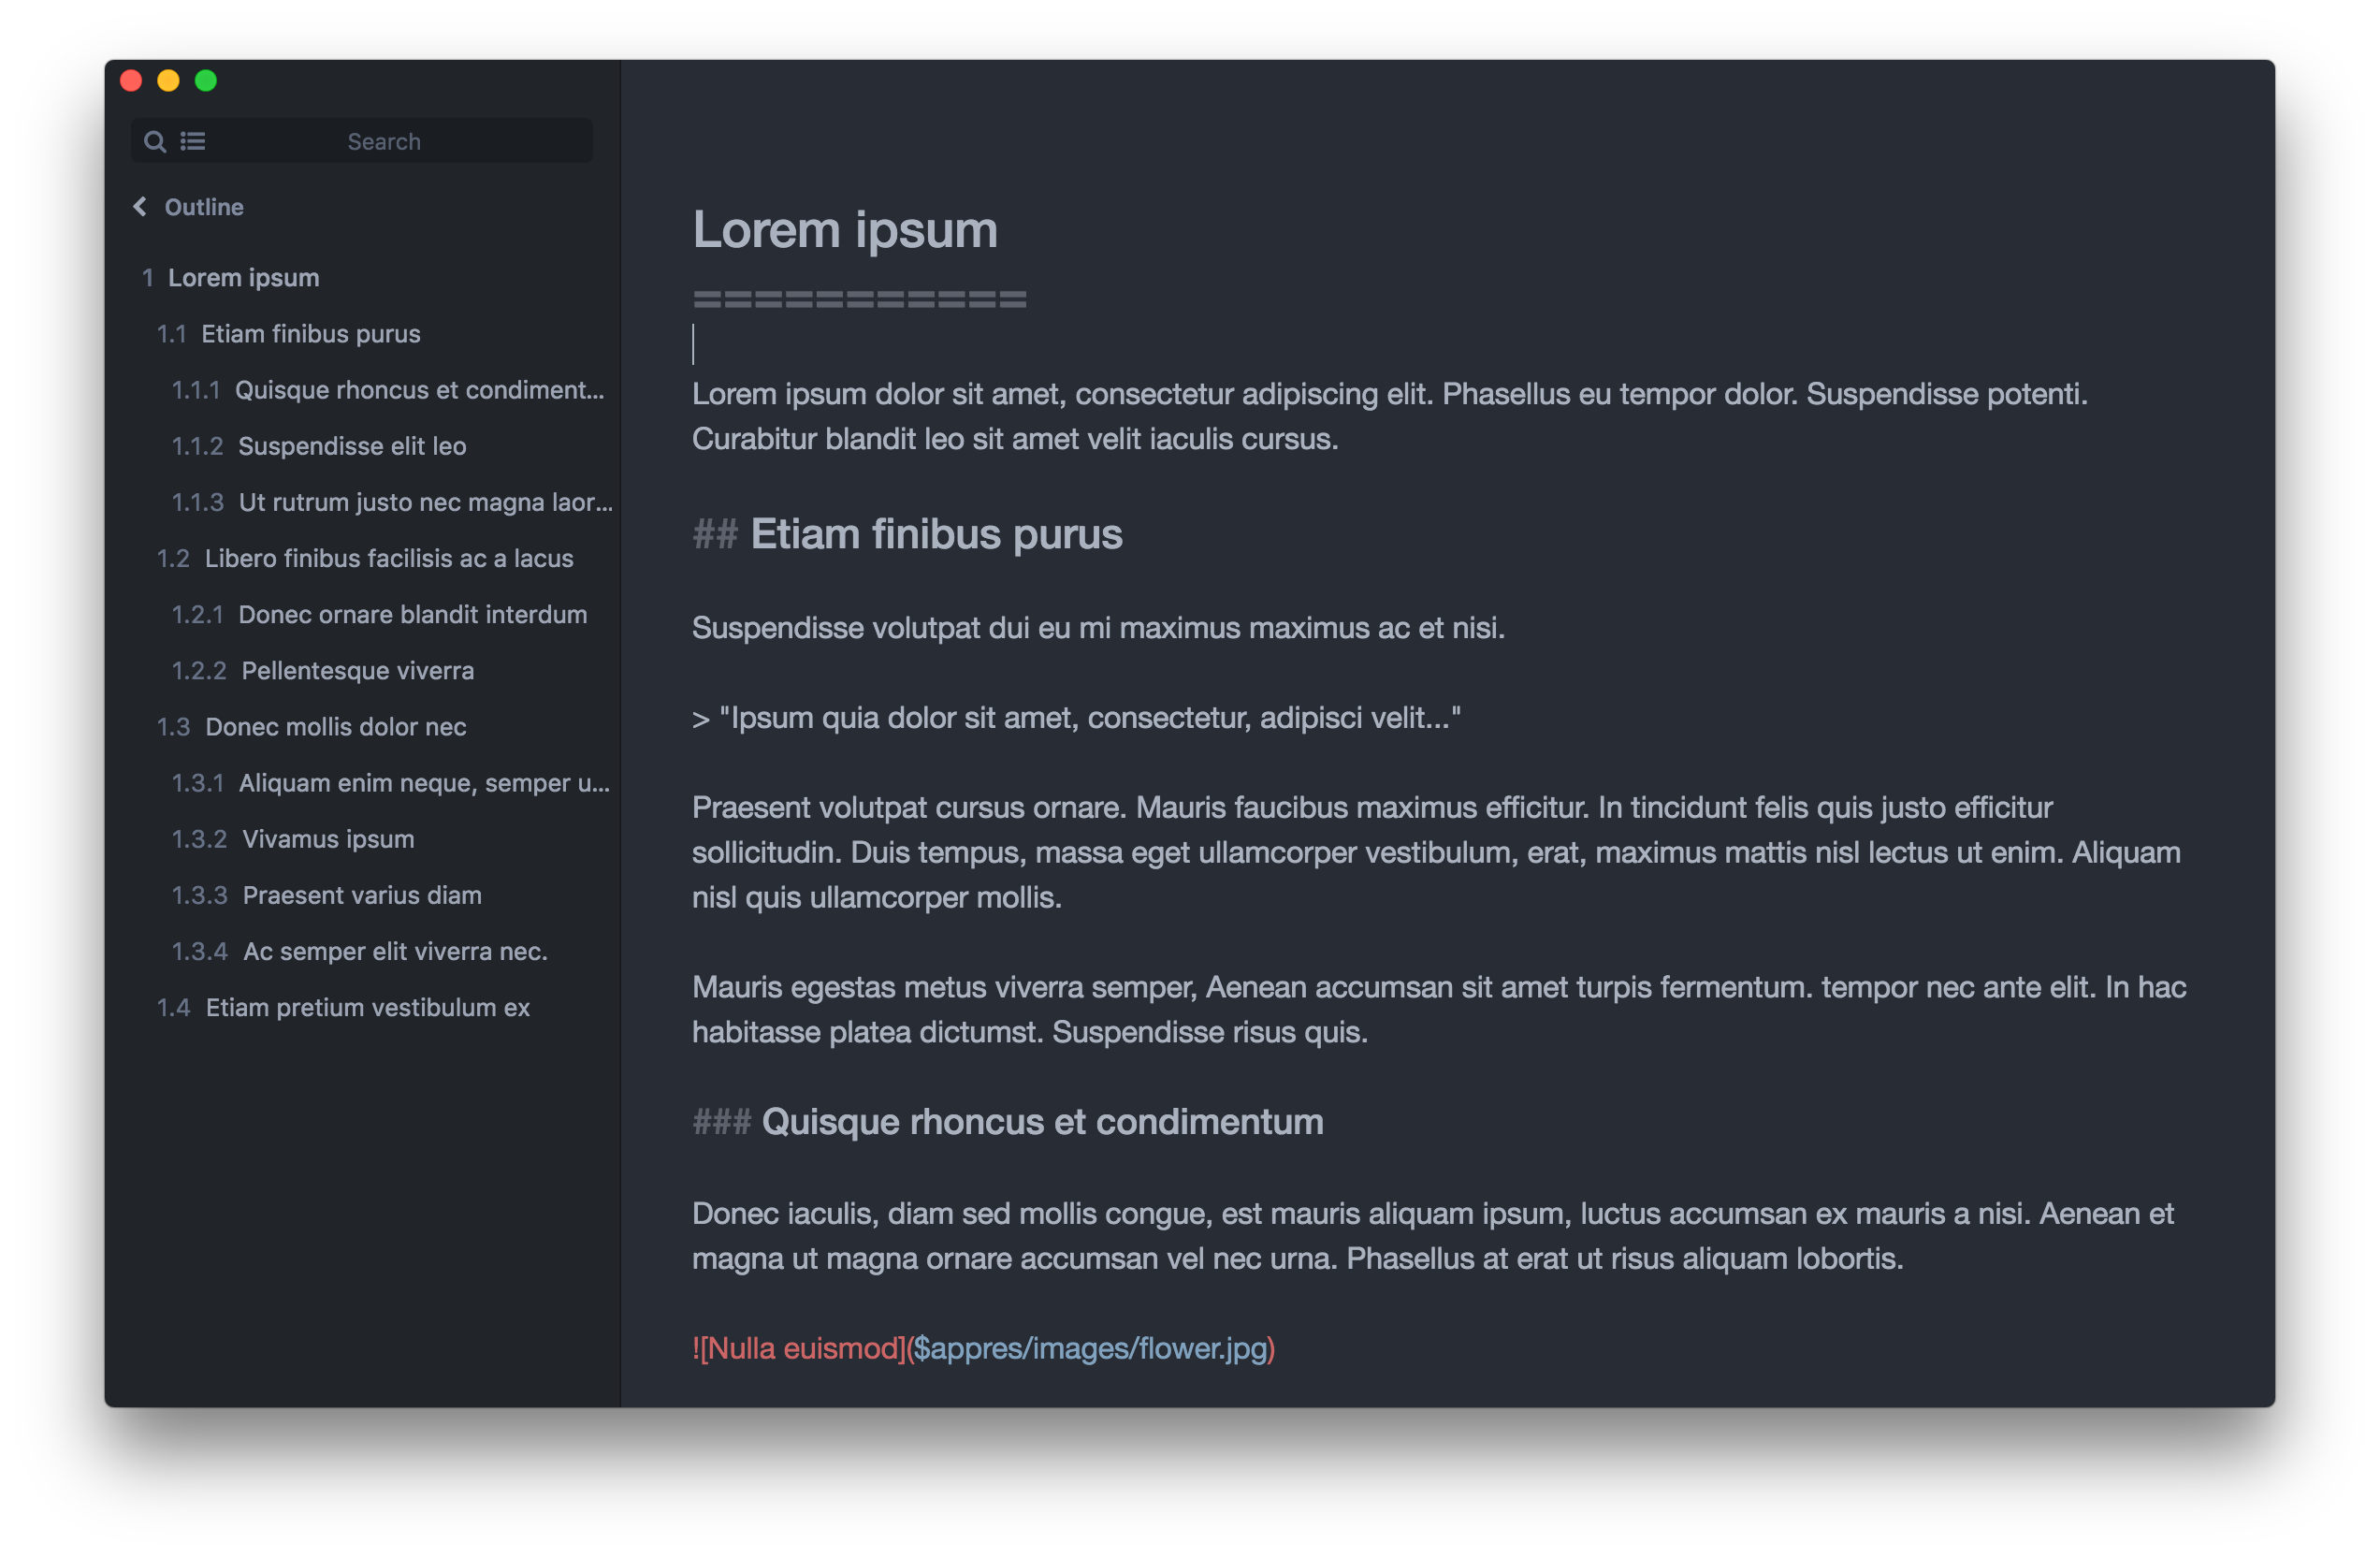 Search
Outline
1 Lorem ipsum
1.1 Etiam finibus purus
1.1.1 Quisque rhoncus et condiment...
1.1.2 Suspendisse elit leo
1.1.3 Ut rutrum justo nec magna laor...
1.2 Libero finibus facilisis ac a lacus
1.2.1 Donec ornare blandit interdum
1.2.2 Pellentesque viverra
1.3 Donec mollis dolor nec
1.3.1 Aliquam enim neque, semper u...
1.3.2 Vivamus ipsum
1.3.3 Praesent varius diam
1.3.4 Ac semper elit viverra nec.
1.4 Etiam pretium vestibulum ex
Lorem ipsum
===========
Lorem ipsum dolor sit amet, consectetur adipiscing elit. Phasellus eu tempor dolor. Suspendisse potenti.
Curabitur blandit leo sit amet velit iaculis cursus.
## Etiam finibus purus
Suspendisse volutpat dui eu mi maximus maximus ac et nisi.
> "Ipsum quia dolor sit amet, consectetur, adipisci velit..."
Praesent volutpat cursus ornare. Mauris faucibus maximus efficitur. In tincidunt felis quis justo efficitur
sollicitudin. Duis tempus, massa eget ullamcorper vestibulum, erat, maximus mattis nisl lectus ut enim. Aliquam
nisl quis ullamcorper mollis.
Mauris egestas metus viverra semper, Aenean accumsan sit amet turpis fermentum. tempor nec ante elit. In hac
habitasse platea dictumst. Suspendisse risus quis.
### Quisque rhoncus et condimentum
Donec iaculis, diam sed mollis congue, est mauris aliquam ipsum, luctus accumsan ex mauris a nisi. Aenean et
magna ut magna ornare accumsan vel nec urna. Phasellus at erat ut risus aliquam lobortis.
![Nulla euismod]($appres/images/flower.jpg)